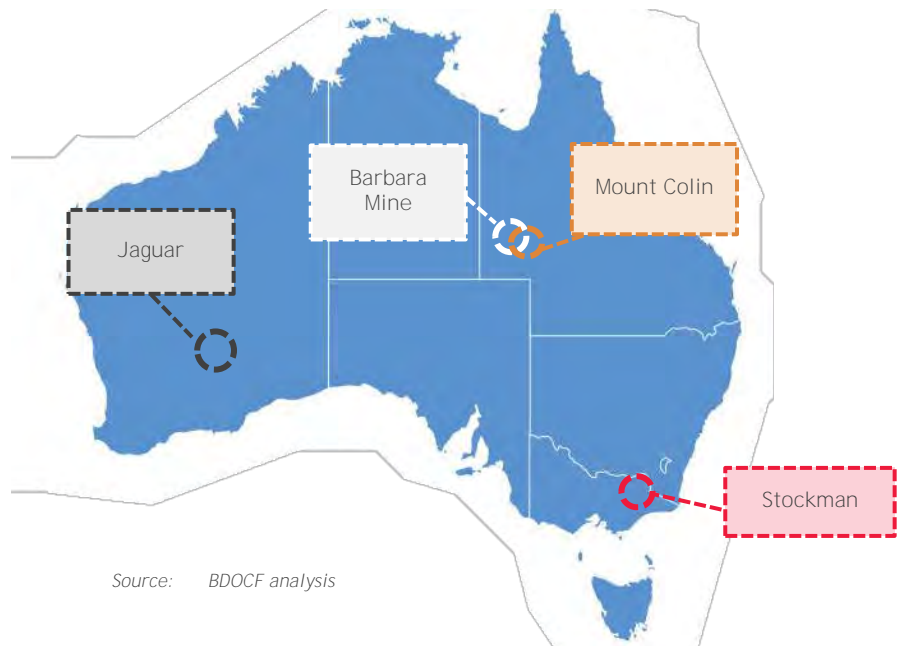 Barbara
Mine
Mount Colin
Jaguar
Stockman
Source: BDOCF analysis